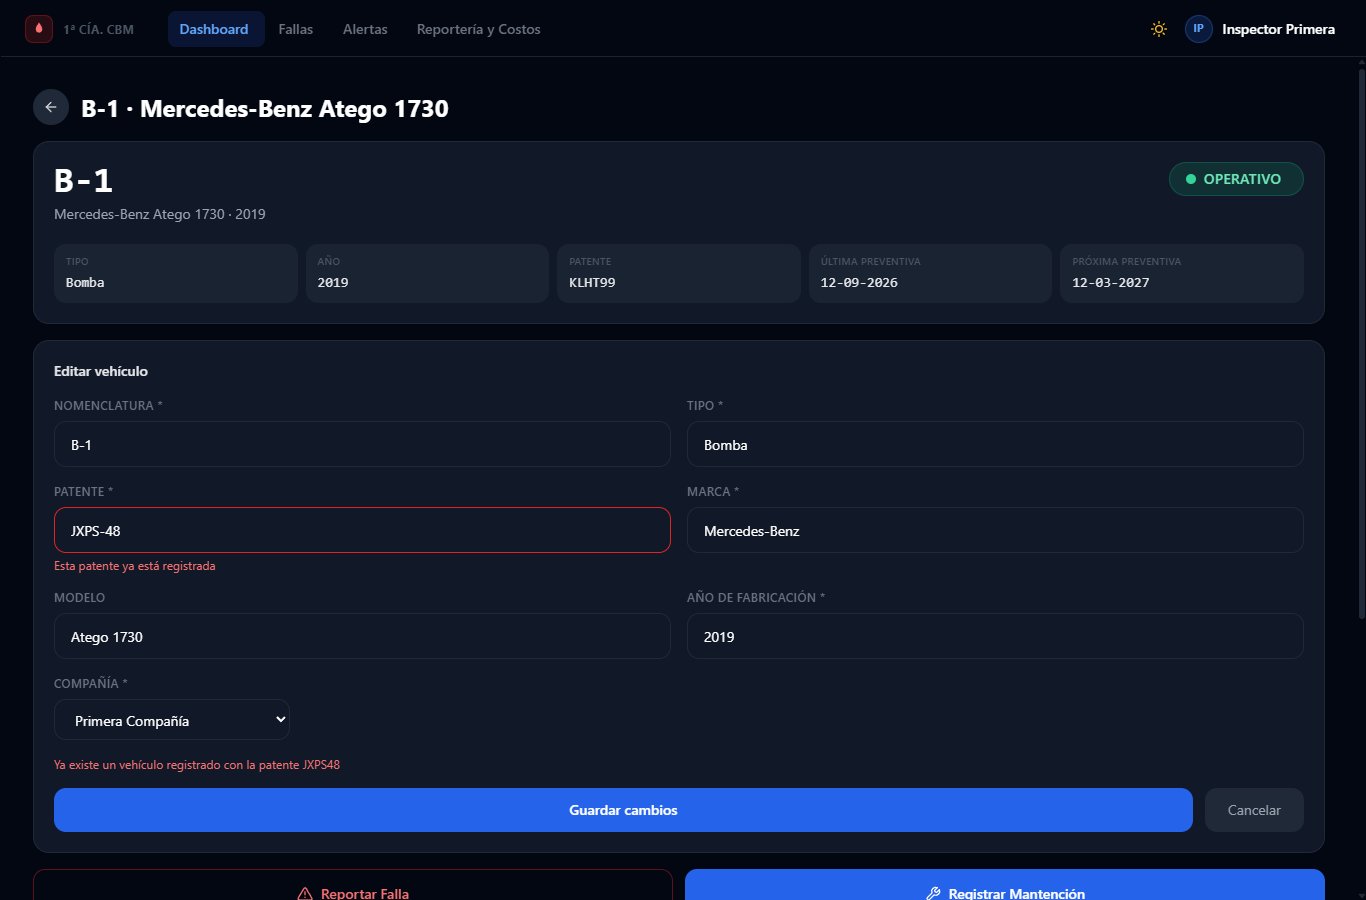 1ª CÍA. CBM Dashboard Fallas Alertas Reportería y Costos IP Inspector Primera
B-1 · Mercedes-Benz Atego 1730
B-1
OPERATIVO
Mercedes-Benz Atego 1730 · 2019
TIPO AÑO PATENTE ÚLTIMA PREVENTIVA PRÓXIMA PREVENTIVA
Bomba 2019 KLHT99 12-09-2026 12-03-2027
Editar vehículo
NOMENCLATURA * TIPO *
B-1 Bomba
PATENTE * MARCA *
JXPS-48 Mercedes-Benz
Esta patente ya está registrada
MODELO AÑO DE FABRICACIÓN *
Atego 1730 2019
COMPAÑÍA *
Primera Compañía
Ya existe un vehículo registrado con la patente JXPS48
Guardar cambios Cancelar
Reportar Falla Registrar Mantención